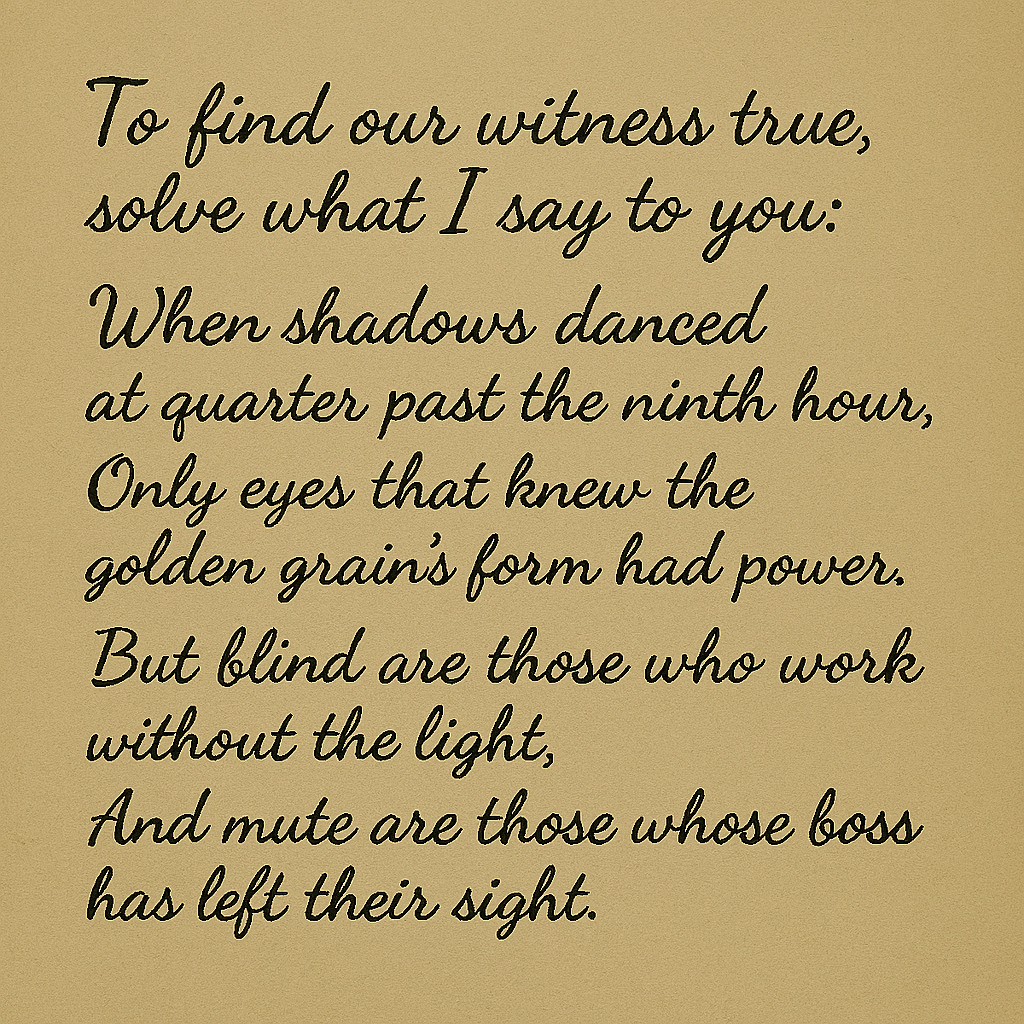 To find our witness true,
solve what I say to you:
When shadows danced
at quarter past the ninth hour,
Only eyes that knew the
golden grain's form had power.
But blind are those who work
without the light,
And mute are those whose boss
has left their sight.